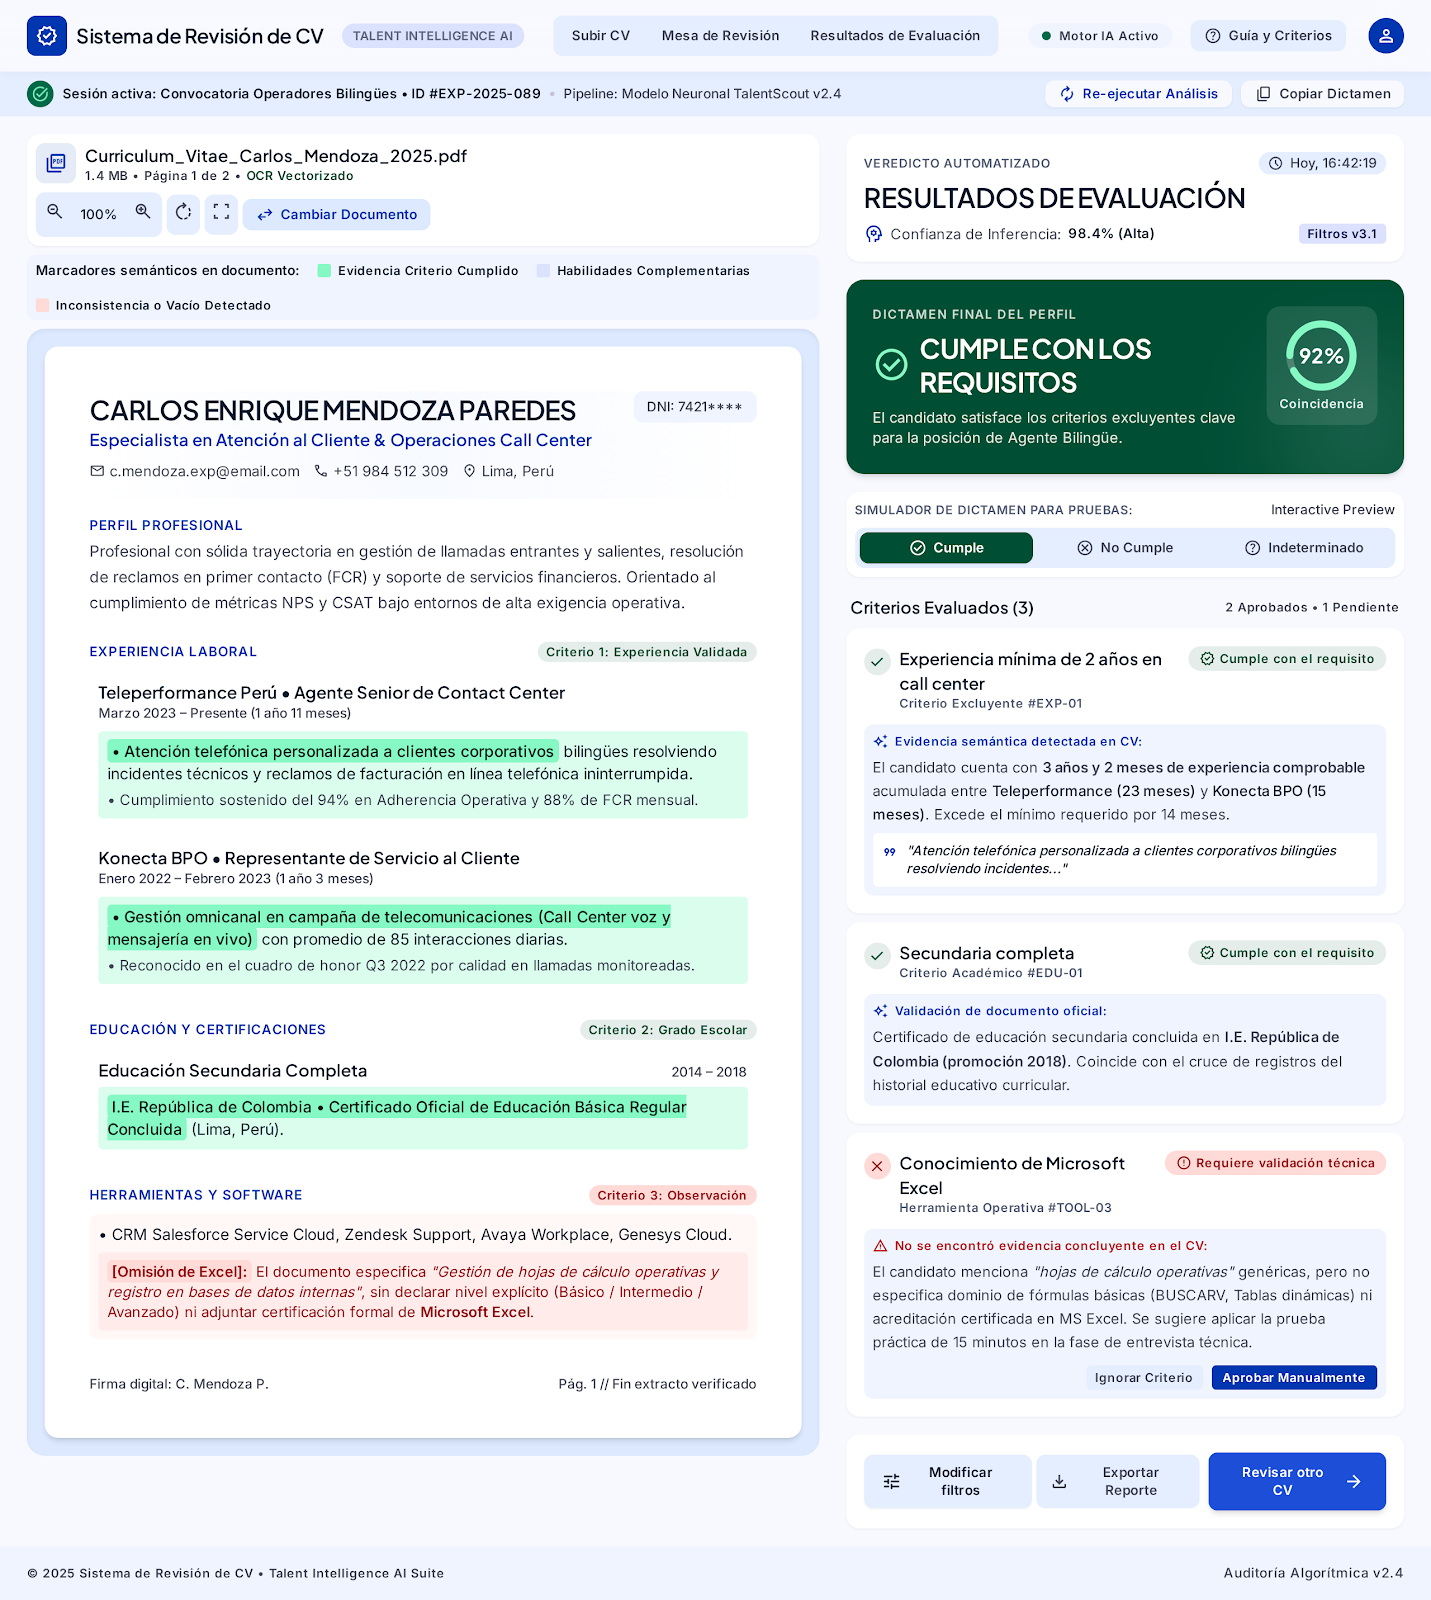 Sistema de Revisión de CV
TALENT INTELLIGENCE AI
Subir CV
Mesa de Revisión
Resultados de Evaluación
Motor IA Activo
Guía y Criterios
Sesión activa: Convocatoria Operadores Bilingües • ID #EXP-2025-089 • Pipeline: Modelo Neuronal TalentScout v2.4
Re-ejecutar Análisis
Copiar Dictamen
PDF
Curriculum_Vitae_Carlos_Mendoza_2025.pdf
1.4 MB • Página 1 de 2 • OCR Vectorizado
100%
Cambiar Documento
Marcadores semánticos en documento:
Evidencia Criterio Cumplido
Habilidades Complementarias
Inconsistencia o Vacío Detectado
CARLOS ENRIQUE MENDOZA PAREDES
DNI: 7421****
Especialista en Atención al Cliente & Operaciones Call Center
c.mendoza.exp@email.com
+51 984 512 309
Lima, Perú
PERFIL PROFESIONAL
Profesional con sólida trayectoria en gestión de llamadas entrantes y salientes, resolución
de reclamos en primer contacto (FCR) y soporte de servicios financieros. Orientado al
cumplimiento de métricas NPS y CSAT bajo entornos de alta exigencia operativa.
EXPERIENCIA LABORAL
Criterio 1: Experiencia Validada
Teleperformance Perú • Agente Senior de Contact Center
Marzo 2023 – Presente (1 año 11 meses)
• Atención telefónica personalizada a clientes corporativos bilingües resolviendo
incidentes técnicos y reclamos de facturación en línea telefónica ininterrumpida.
• Cumplimiento sostenido del 94% en Adherencia Operativa y 88% de FCR mensual.
Konecta BPO • Representante de Servicio al Cliente
Enero 2022 – Febrero 2023 (1 año 3 meses)
• Gestión omnicanal en campaña de telecomunicaciones (Call Center voz y
mensajería en vivo) con promedio de 85 interacciones diarias.
• Reconocido en el cuadro de honor Q3 2022 por calidad en llamadas monitoreadas.
EDUCACIÓN Y CERTIFICACIONES
Criterio 2: Grado Escolar
Educación Secundaria Completa
2014 – 2018
I.E. República de Colombia • Certificado Oficial de Educación Básica Regular
Concluida (Lima, Perú).
HERRAMIENTAS Y SOFTWARE
Criterio 3: Observación
• CRM Salesforce Service Cloud, Zendesk Support, Avaya Workplace, Genesys Cloud.
[Omisión de Excel]: El documento especifica "Gestión de hojas de cálculo operativas y
registro en bases de datos internas", sin declarar nivel explícito (Básico / Intermedio /
Avanzado) ni adjuntar certificación formal de Microsoft Excel.
Firma digital: C. Mendoza P.
Pág. 1 // Fin extracto verificado
VEREDICTO AUTOMATIZADO
Hoy, 16:42:19
RESULTADOS DE EVALUACIÓN
Confianza de Inferencia: 98.4% (Alta)
Filtros v3.1
DICTAMEN FINAL DEL PERFIL
CUMPLE CON LOS
REQUISITOS
El candidato satisface los criterios excluyentes clave
para la posición de Agente Bilingüe.
92%
Coincidencia
SIMULADOR DE DICTAMEN PARA PRUEBAS:
Interactive Preview
Cumple
No Cumple
Indeterminado
Criterios Evaluados (3)
2 Aprobados • 1 Pendiente
Experiencia mínima de 2 años en
call center
Cumple con el requisito
Criterio Excluyente #EXP-01
Evidencia semántica detectada en CV:
El candidato cuenta con 3 años y 2 meses de experiencia comprobable
acumulada entre Teleperformance (23 meses) y Konecta BPO (15
meses). Excede el mínimo requerido por 14 meses.
"Atención telefónica personalizada a clientes corporativos bilingües
resolviendo incidentes..."
Secundaria completa
Cumple con el requisito
Criterio Académico #EDU-01
Validación de documento oficial:
Certificado de educación secundaria concluida en I.E. República de
Colombia (promoción 2018). Coincide con el cruce de registros del
historial educativo curricular.
Conocimiento de Microsoft
Excel
Requiere validación técnica
Herramienta Operativa #TOOL-03
No se encontró evidencia concluyente en el CV:
El candidato menciona "hojas de cálculo operativas" genéricas, pero no
especifica dominio de fórmulas básicas (BUSCARV, Tablas dinámicas) ni
acreditación certificada en MS Excel. Se sugiere aplicar la prueba
práctica de 15 minutos en la fase de entrevista técnica.
Ignorar Criterio
Aprobar Manualmente
Modificar
filtros
Exportar
Reporte
Revisar otro
CV
© 2025 Sistema de Revisión de CV • Talent Intelligence AI Suite
Auditoría Algorítmica v2.4